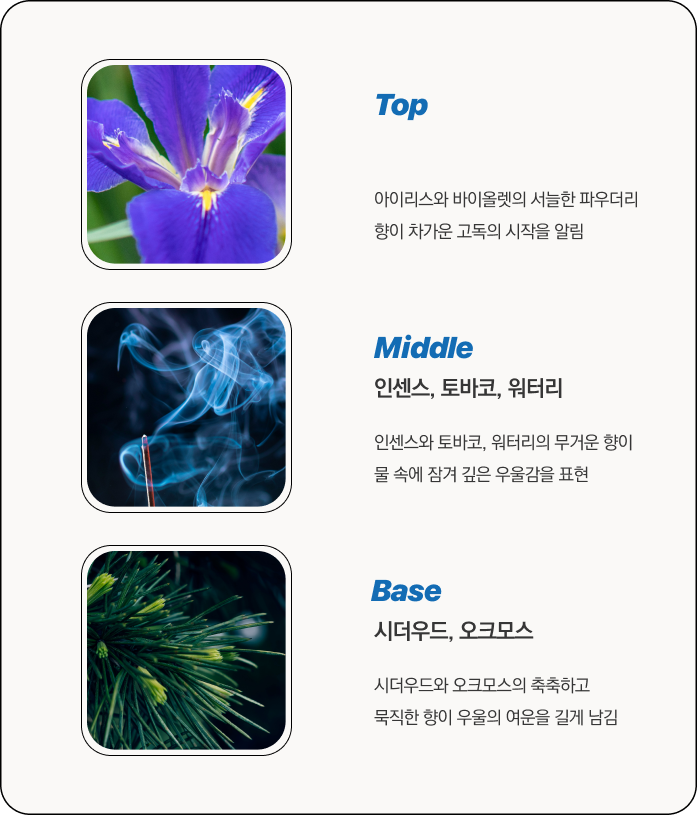 Top
아이리스와 바이올렛의 서늘한 파우더리
향이 차가운 고독의 시작을 알림
Middle
인센스, 토바코, 워터리
인센스와 토바코, 워터리의 무거운 향이
물 속에 잠겨 깊은 우울감을 표현
Base
시더우드, 오크모스
시더우드와 오크모스의 축축하고
묵직한 향이 우울의 여운을 길게 남김